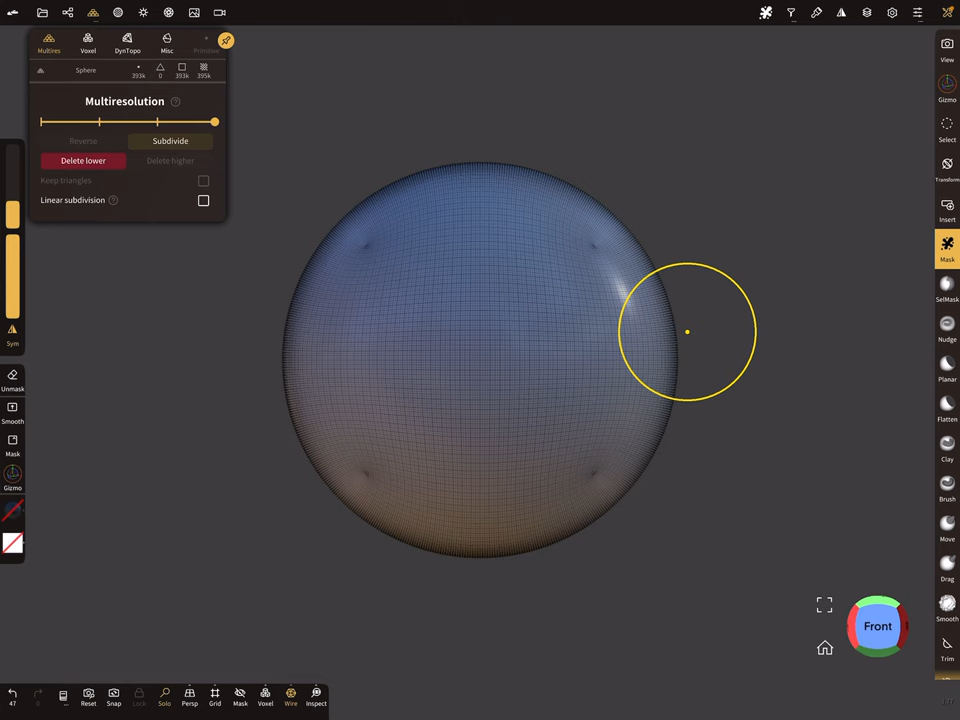 Multires Voxel DynTopo Misc Primitive
Sphere 393k 0 393k 395k
Multiresolution ?
Reverse Subdivide
Delete lower Delete higher
Keep triangles
Linear subdivision ?
Sym
Unmask
Smooth
Mask
Gizmo
View
Gizmo
Select
Transform
Insert
Mask
SelMask
Nudge
Planar
Flatten
Clay
Brush
Move
Drag
Smooth
Trim
Front
47 0 ... Reset Snap Lock Solo Persp Grid Mask Voxel Wire Inspect